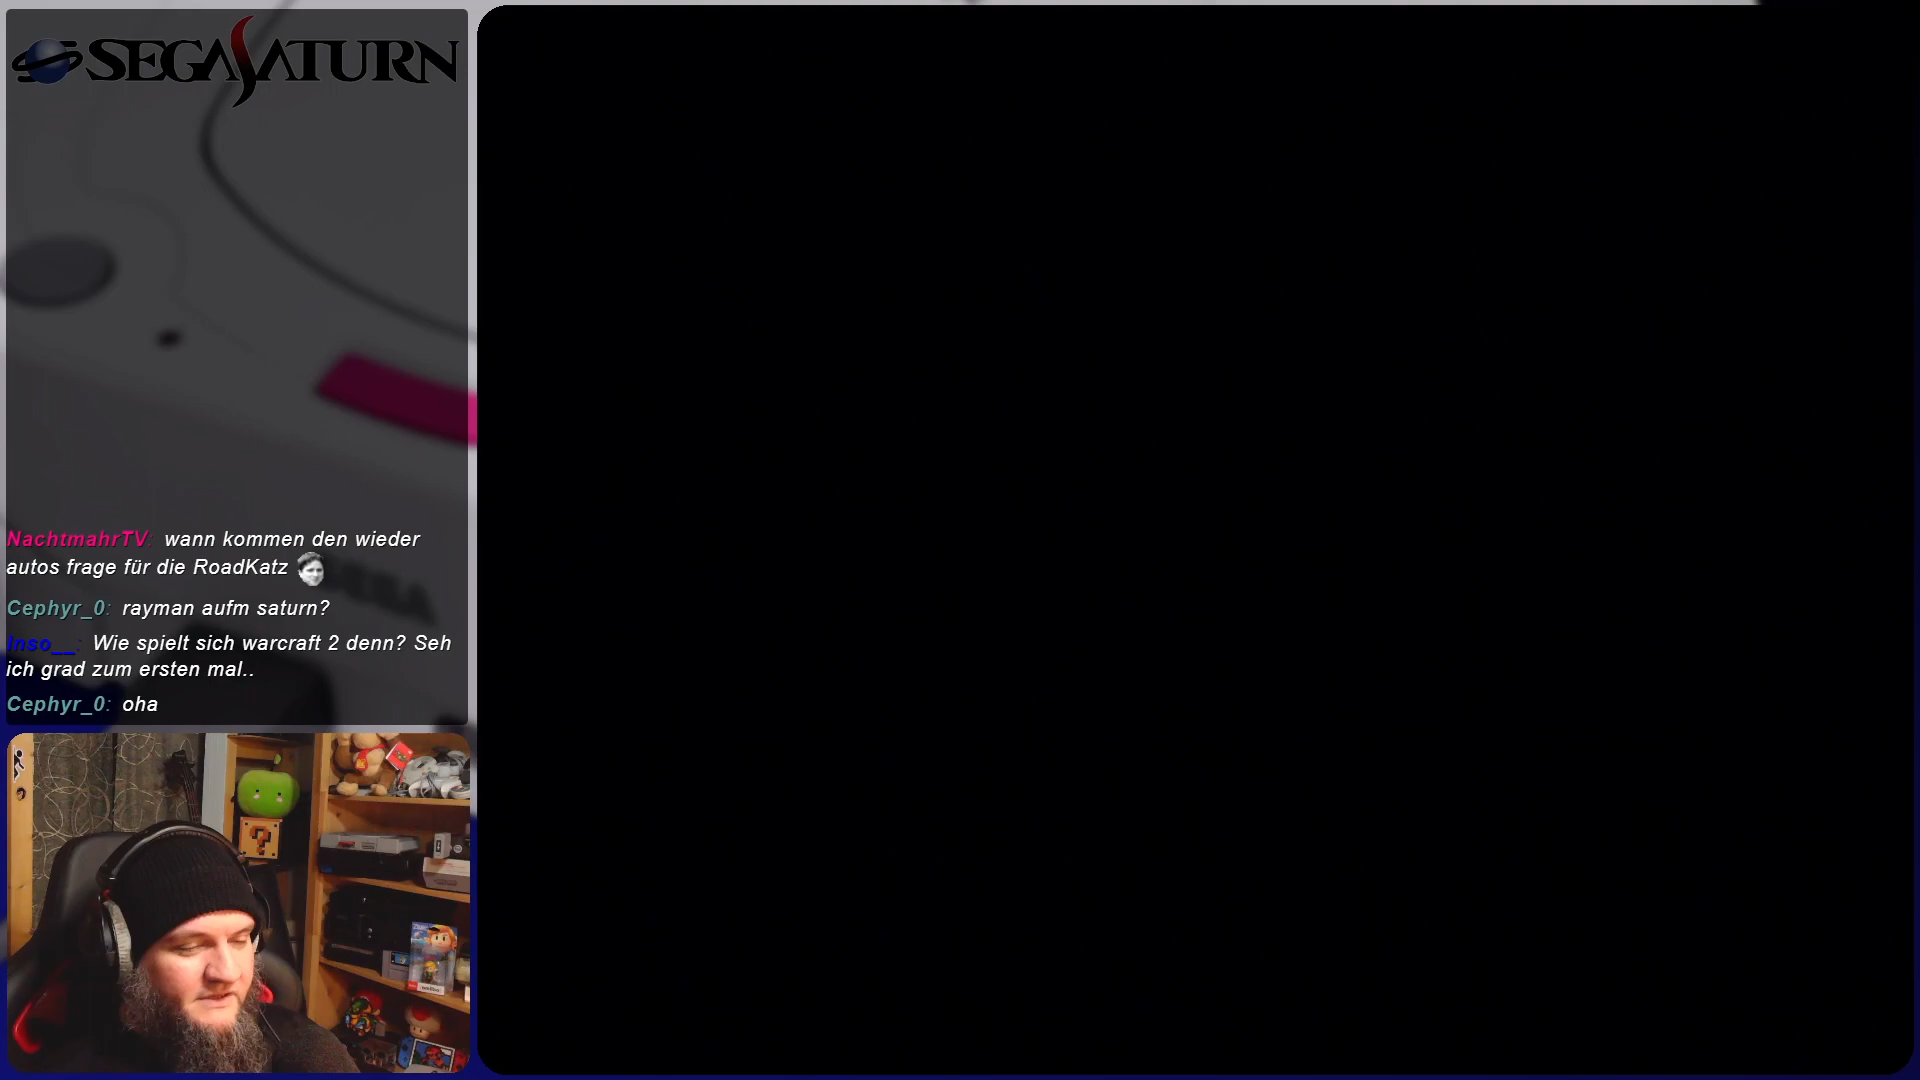 SEGA SATURN
NachtmahrTV: wann kommen den wieder
autos frage für die RoadKatz
Cephyr_0: rayman aufm saturn?
Inso__: Wie spielt sich warcraft 2 denn? Seh
ich grad zum ersten mal..
Cephyr_0: oha